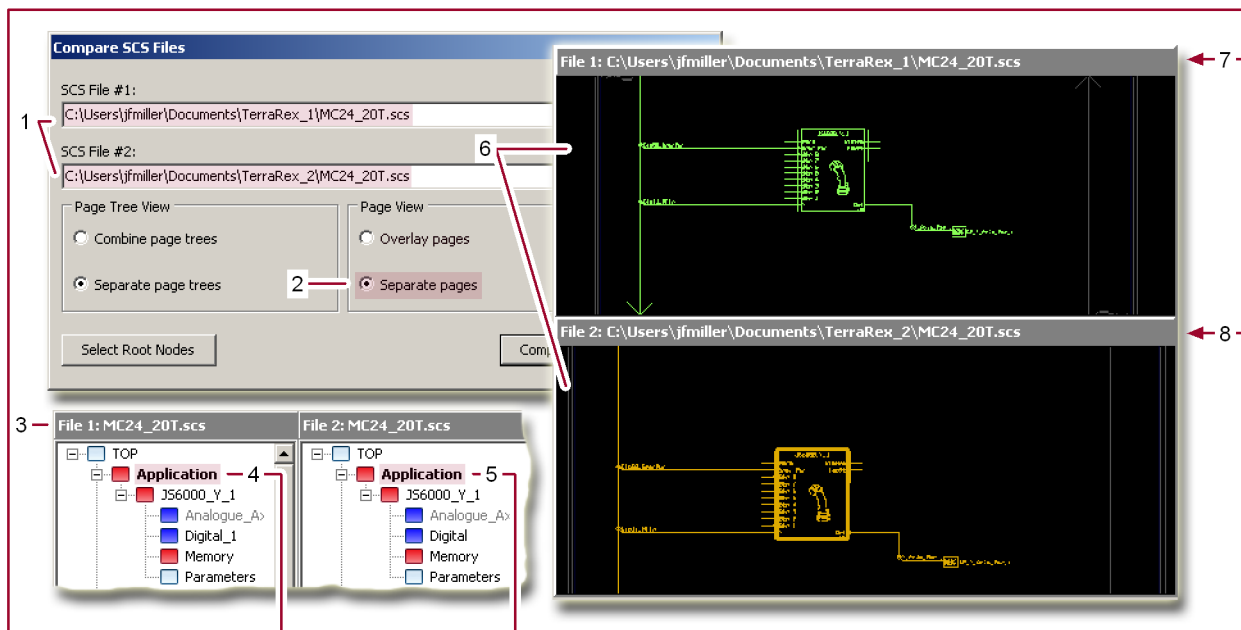 Compare SCS Files
SCS File #1:
C:\Users\jfmiller\Documents\TerraRex_1\MC24_20T.scs
SCS File #2:
C:\Users\jfmiller\Documents\TerraRex_2\MC24_20T.scs
Page Tree View
Combine page trees
Separate page trees
Page View
Overlay pages
Separate pages
Select Root Nodes
1
2
File 1: C:\Users\jfmiller\Documents\TerraRex_1\MC24_20T.scs
7
6
File 2: C:\Users\jfmiller\Documents\TerraRex_2\MC24_20T.scs
8
3
File 1: MC24_20T.scs
TOP
Application
4
JS6000_Y_1
Digital_1
Memory
Parameters
File 2: MC24_20T.scs
TOP
Application
5
JS6000_Y_1
Digital
Memory
Parameters